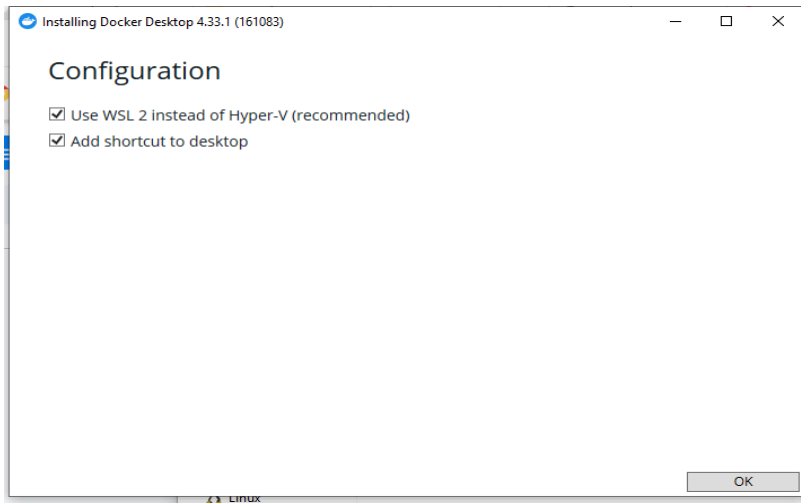 Installing Docker Desktop 4.33.1 (161083)
Configuration
Use WSL 2 instead of Hyper-V (recommended)
Add shortcut to desktop
OK
Linux